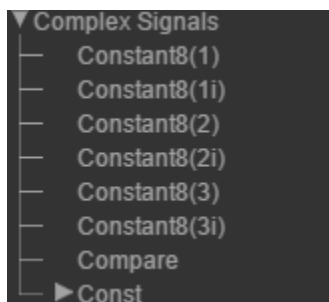 Complex Signals
Constant8(1)
Constant8(1i)
Constant8(2)
Constant8(2i)
Constant8(3)
Constant8(3i)
Compare
Const